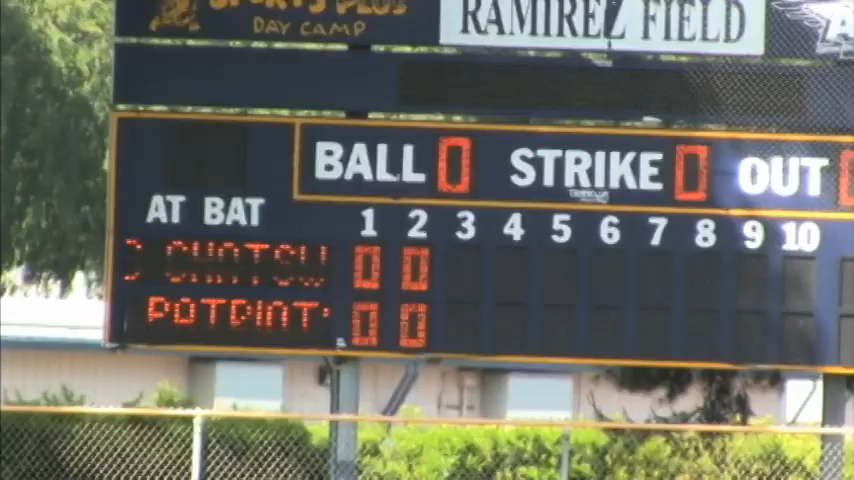 SPORTS PLUS
DAY CAMP
RAMIREZ FIELD
BALL 0 STRIKE 0 OUT
AT BAT 1 2 3 4 5 6 7 8 9 10
CHATSW 0 0
0 0